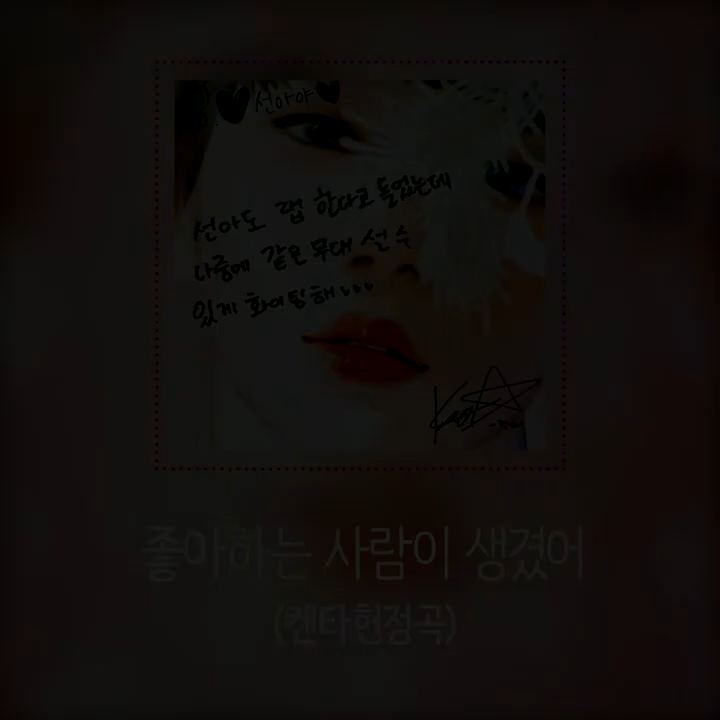 선아야
선아도 랩 한다고 들었는데
나중에 같은 무대 설 수
있게 화이팅해...
좋아하는 사람이 생겼어
(켄타헌정곡)